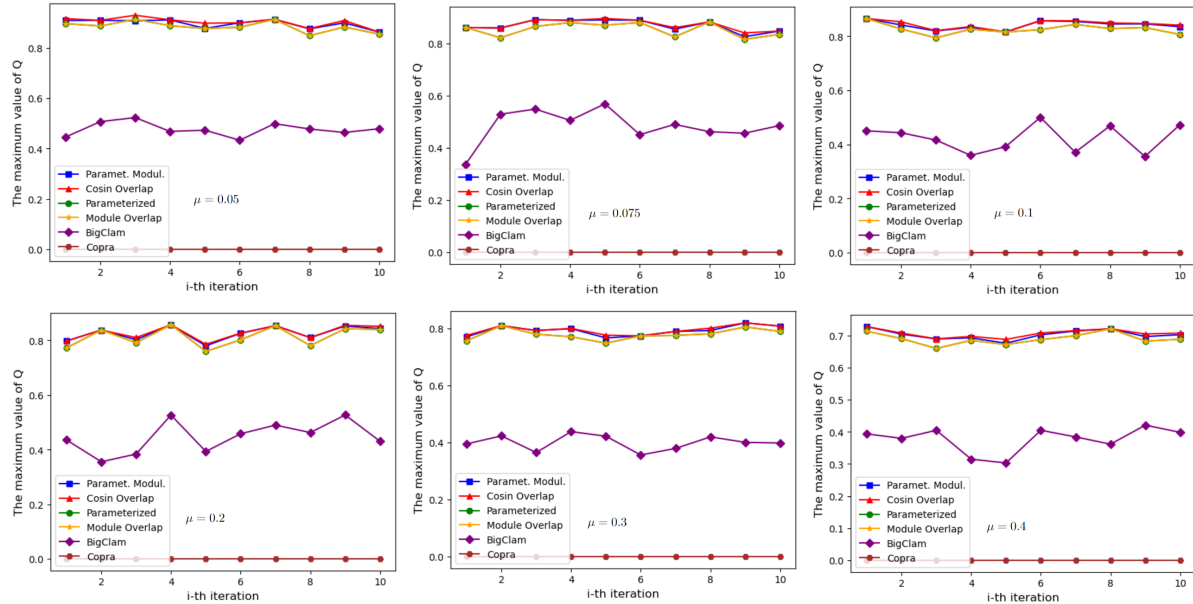 The maximum value of Q
0.8
0.6
0.4
0.2
0.0
Paramet. Modul.
Cosin Overlap
Parameterized
Module Overlap
BigClam
Copra
μ = 0.05
2 4 6 8 10
i-th iteration
The maximum value of Q
0.8
0.6
0.4
0.2
0.0
Paramet. Modul.
Cosin Overlap
Parameterized
Module Overlap
BigClam
Copra
μ = 0.075
2 4 6 8 10
i-th iteration
The maximum value of Q
0.8
0.6
0.4
0.2
0.0
Paramet. Modul.
Cosin Overlap
Parameterized
Module Overlap
BigClam
Copra
μ = 0.1
2 4 6 8 10
i-th iteration
The maximum value of Q
0.8
0.6
0.4
0.2
0.0
Paramet. Modul.
Cosin Overlap
Parameterized
Module Overlap
BigClam
Copra
μ = 0.2
2 4 6 8 10
i-th iteration
The maximum value of Q
0.8
0.6
0.4
0.2
0.0
Paramet. Modul.
Cosin Overlap
Parameterized
Module Overlap
BigClam
Copra
μ = 0.3
2 4 6 8 10
i-th iteration
The maximum value of Q
0.7
0.6
0.5
0.4
0.3
0.2
0.1
0.0
Paramet. Modul.
Cosin Overlap
Parameterized
Module Overlap
BigClam
Copra
μ = 0.4
2 4 6 8 10
i-th iteration